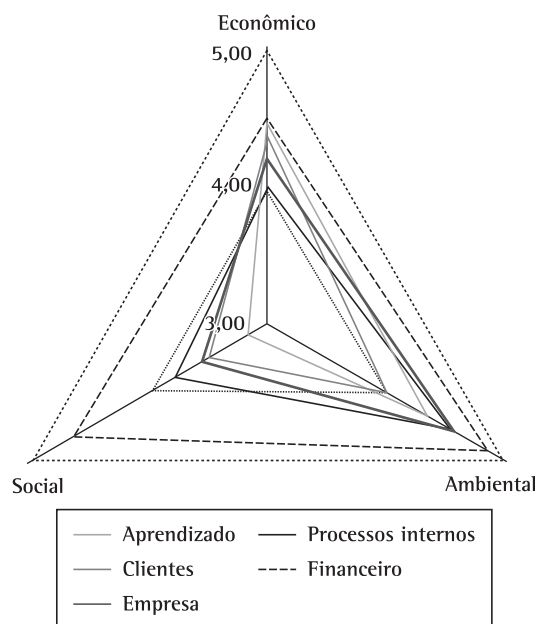 Econômico
5,00
4,00
3,00
Social
Ambiental
Aprendizado
Processos internos
Clientes
Financeiro
Empresa